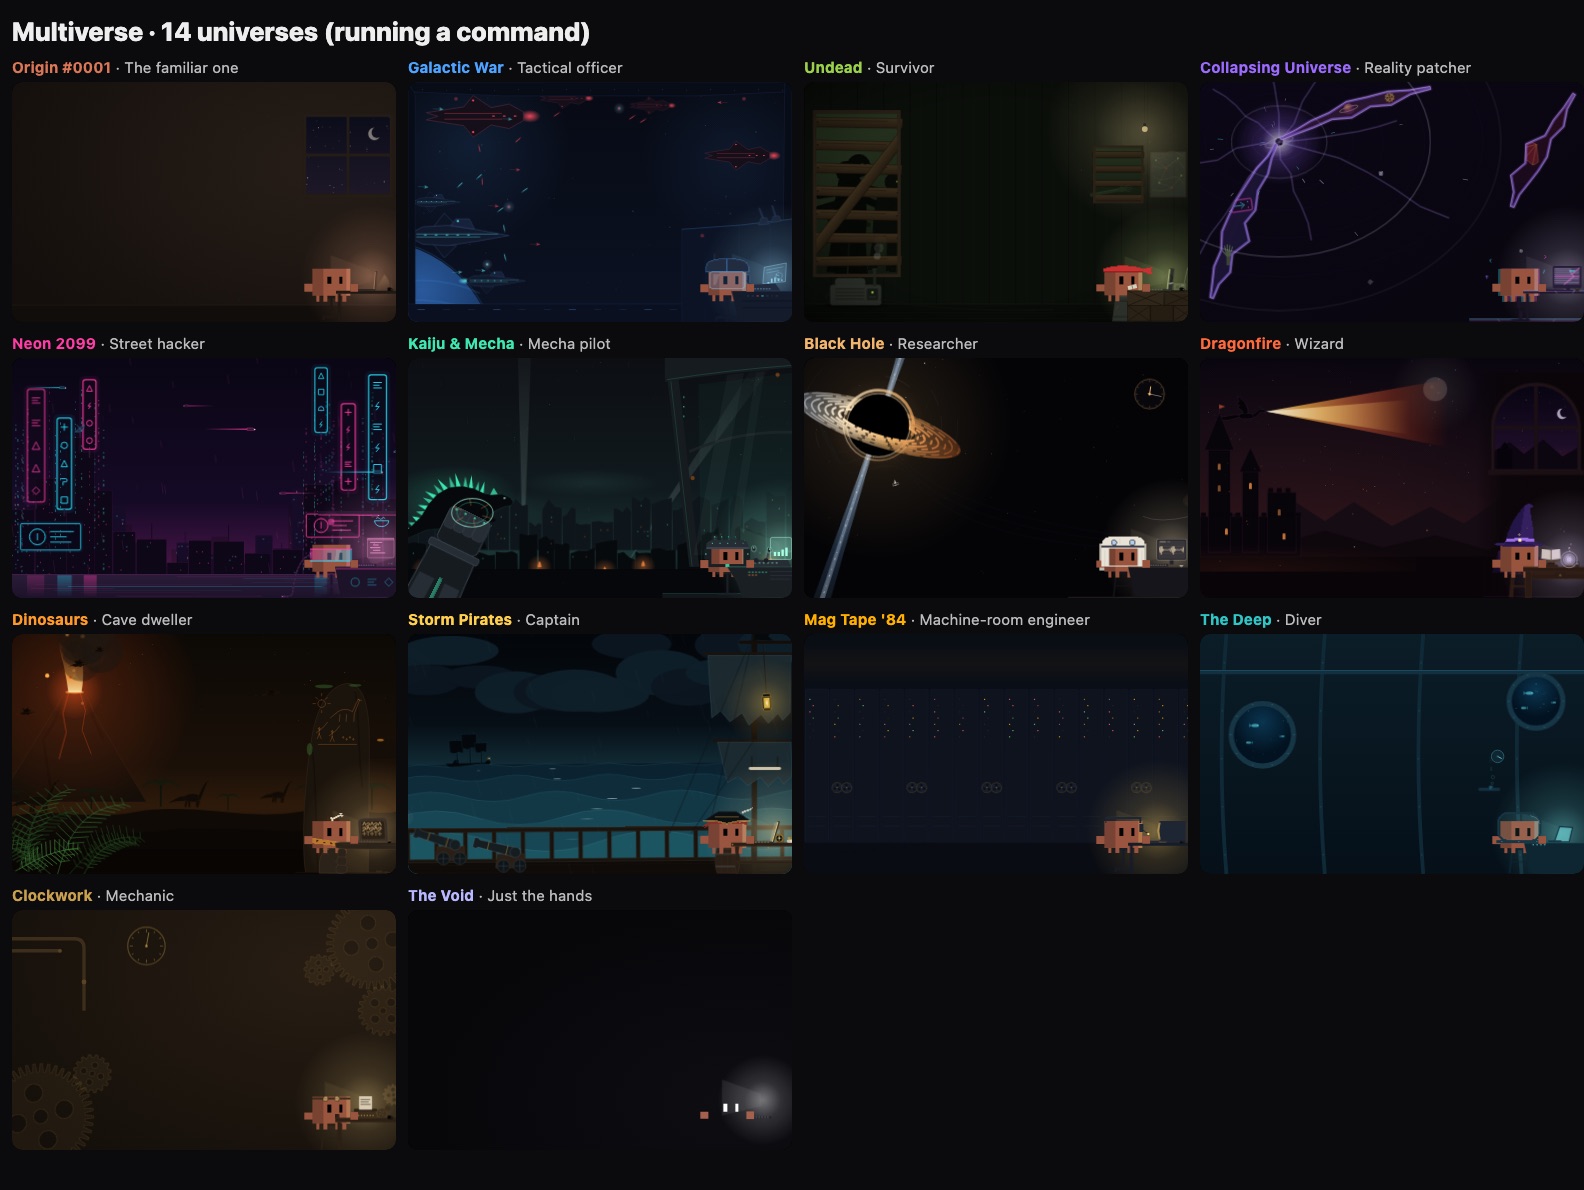 Multiverse · 14 universes (running a command)
Origin #0001 · The familiar one
Galactic War · Tactical officer
Undead · Survivor
Collapsing Universe · Reality patcher
Neon 2099 · Street hacker
Kaiju & Mecha · Mecha pilot
Black Hole · Researcher
Dragonfire · Wizard
Dinosaurs · Cave dweller
Storm Pirates · Captain
Mag Tape '84 · Machine-room engineer
The Deep · Diver
Clockwork · Mechanic
The Void · Just the hands